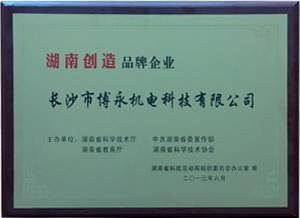 湖南创造 品牌企业
长沙市博永机电科技有限公司
主办单位：湖南省科学技术厅 中共湖南省委宣传部
湖南省教育厅 湖南省科学技术协会
湖南省科技活动周组织委员会办公室 颁
二〇一三年六月